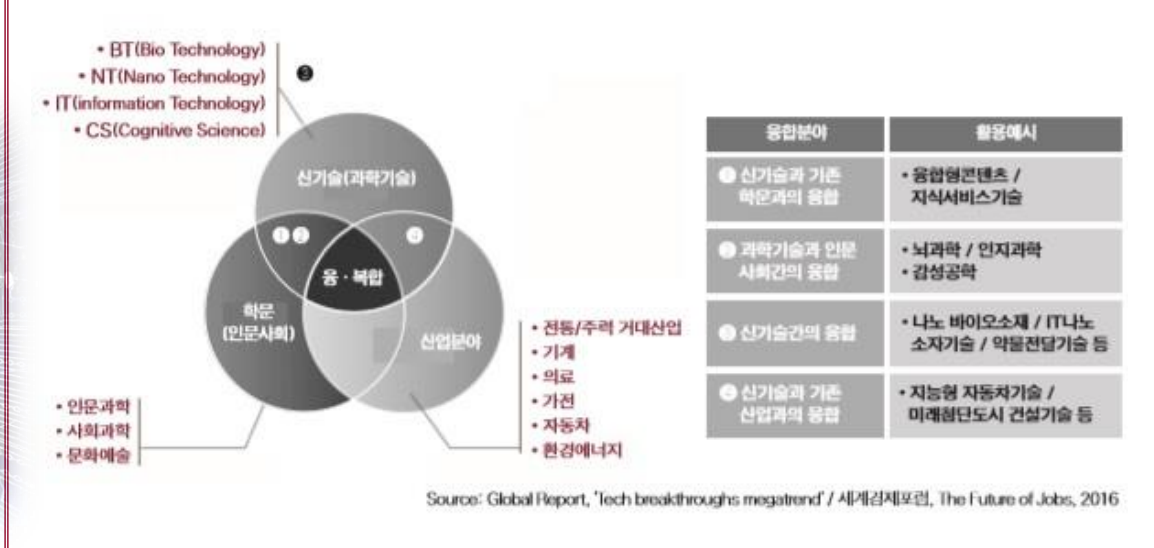 • BT(Bio Technology)
• NT(Nano Technology)
• IT(information Technology)
• CS(Cognitive Science)
❸
신기술(과학기술)
① ②
④
융 · 복합
학문
(인문사회)
산업분야
• 인문과학
• 사회과학
• 문화예술
• 전통/주력 거대산업
• 기계
• 의료
• 가전
• 자동차
• 환경에너지
융합분야
활용예시
① 신기술과 기존
학문과의 융합
• 융합형콘텐츠 /
지식서비스기술
② 과학기술과 인문
사회간의 융합
• 뇌과학 / 인지과학
• 감성공학
③ 신기술간의 융합
• 나노 바이오소재 / IT나노
소자기술 / 약물전달기술 등
④ 신기술과 기존
산업과의 융합
• 지능형 자동차기술 /
미래첨단도시 건설기술 등
Source: Global Report, 'Tech breakthroughs megatrend' / 세계경제포럼, The Future of Jobs, 2016